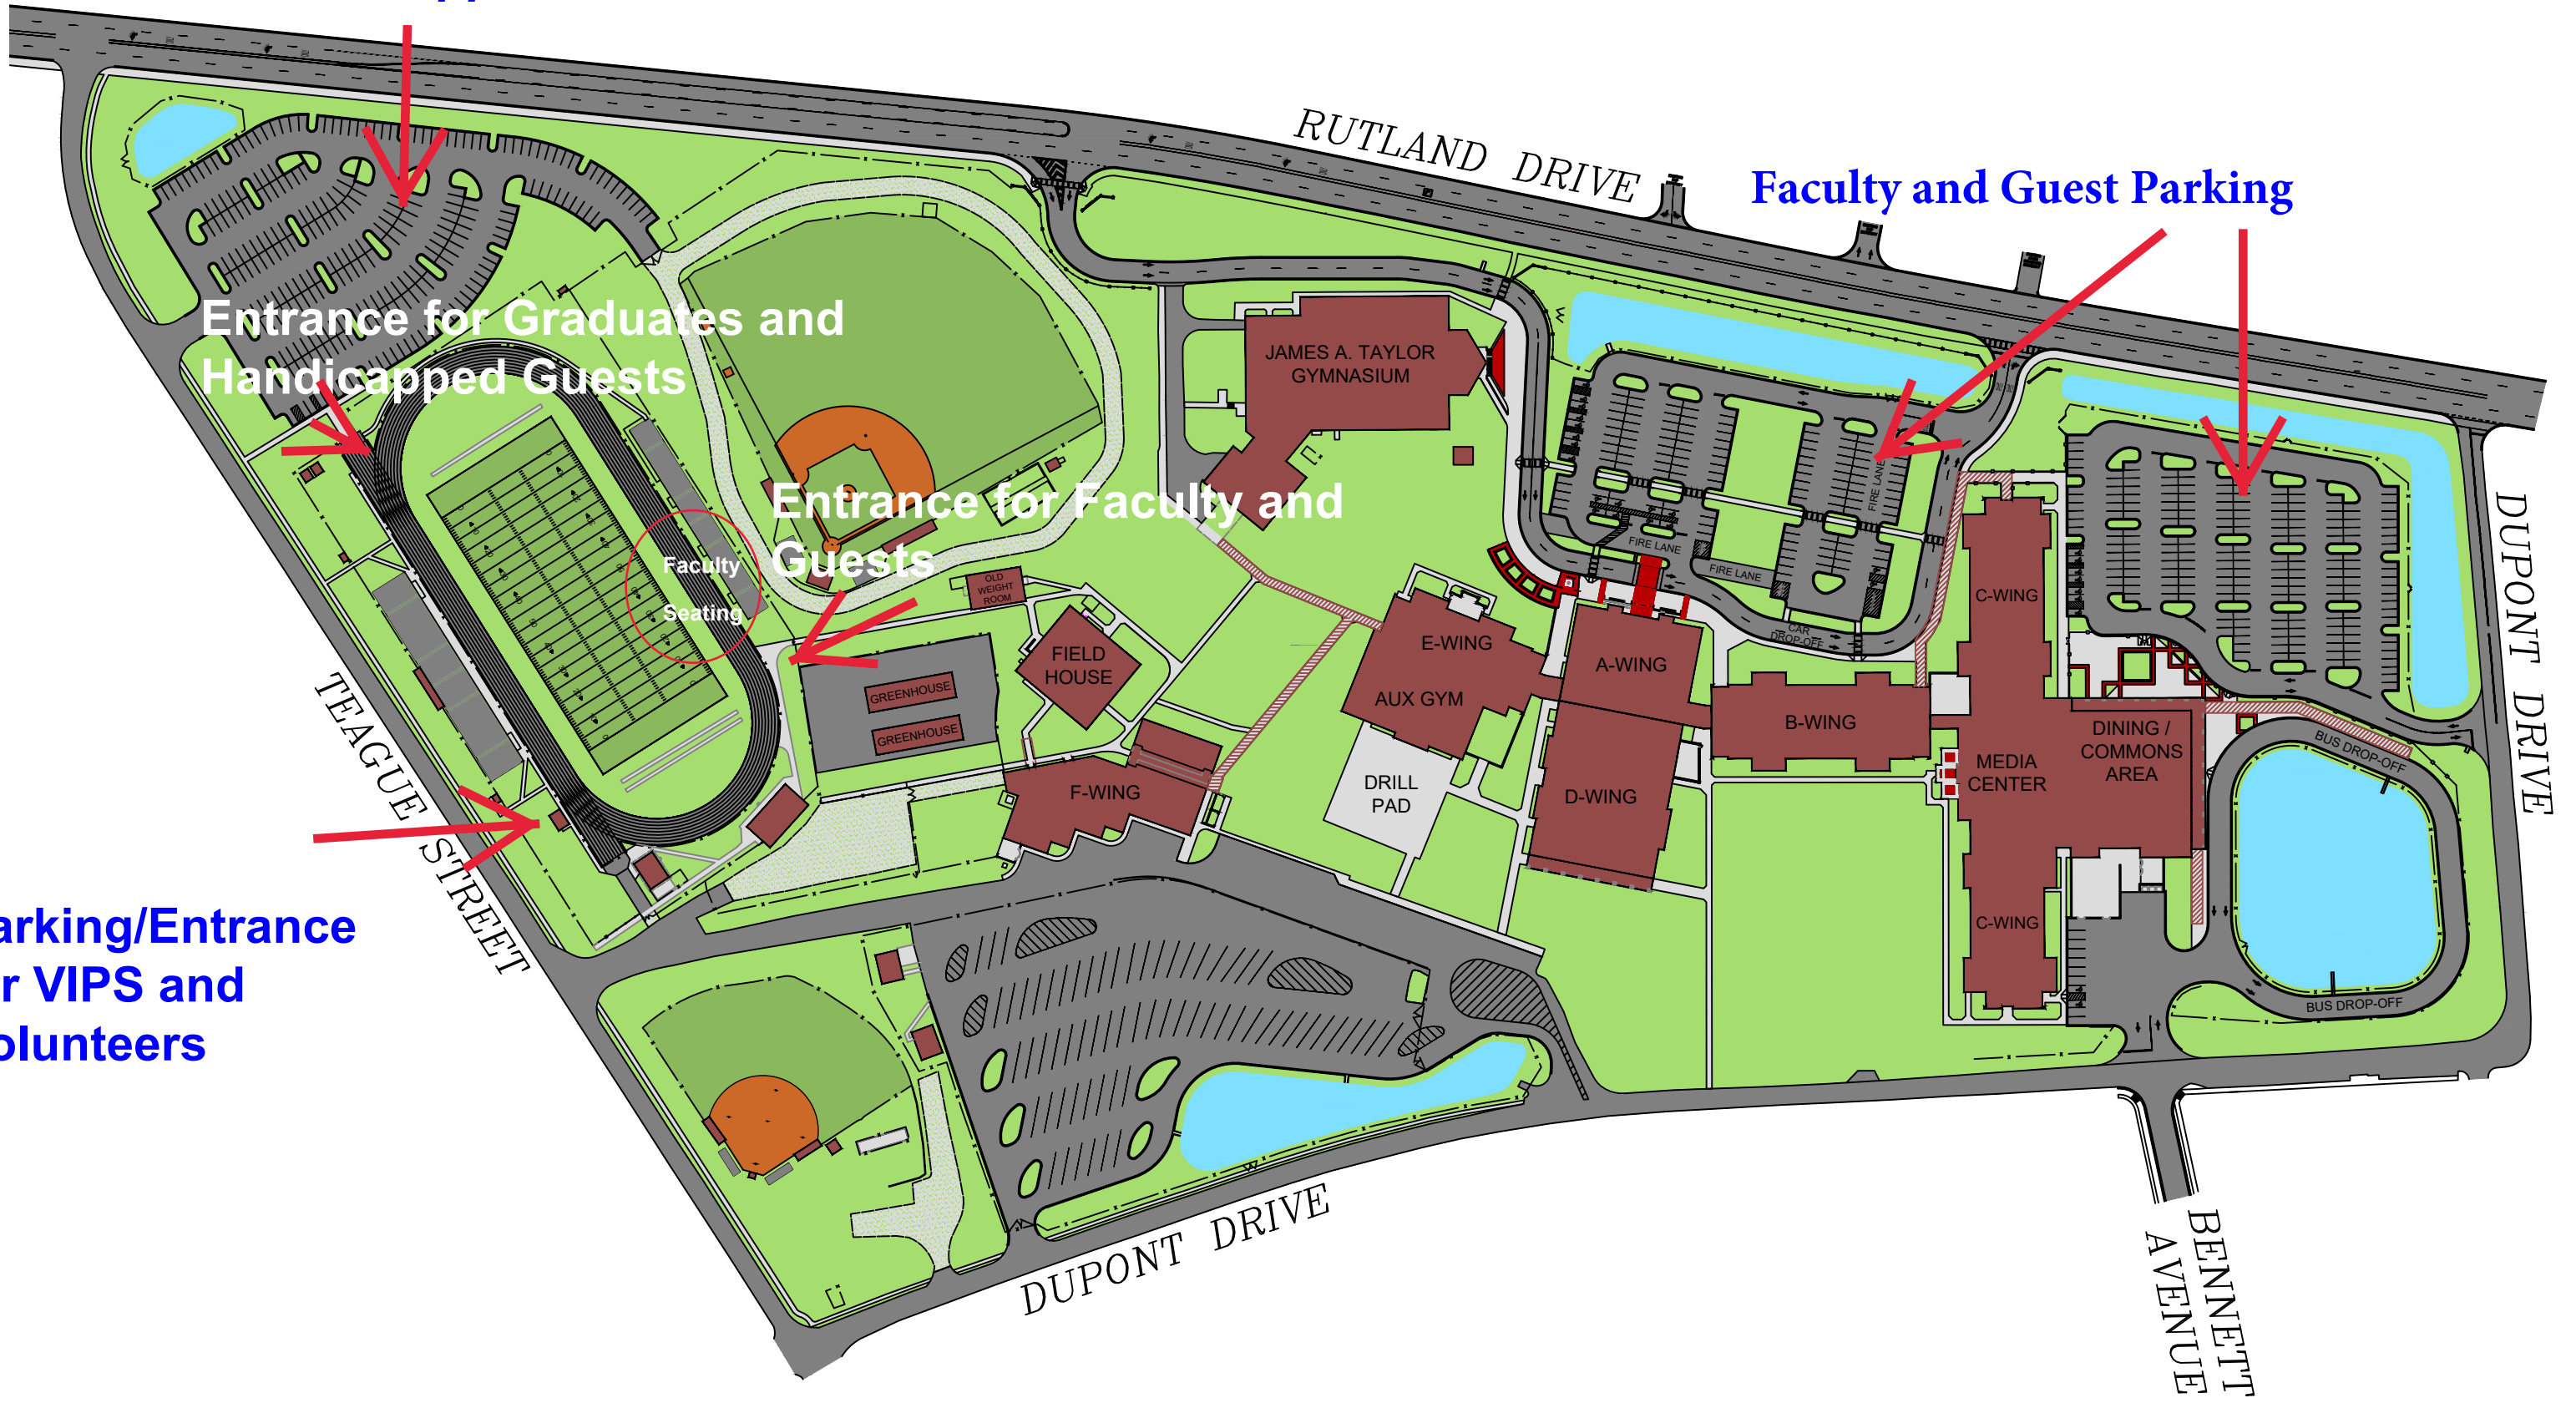 RUTLAND DRIVE
Faculty and Guest Parking
Entrance for Graduates and
Handicapped Guests
JAMES A. TAYLOR
GYMNASIUM
Entrance for Faculty and
Guests
Faculty
Seating
OLD
WEIGHT
ROOM
FIELD
HOUSE
GREENHOUSE
GREENHOUSE
F-WING
E-WING
AUX GYM
DRILL
PAD
A-WING
D-WING
B-WING
FIRE LANE
FIRE LANE
FIRE LANE
CAR
DROP-OFF
C-WING
MEDIA
CENTER
DINING /
COMMONS
AREA
C-WING
BUS DROP-OFF
BUS DROP-OFF
DUPONT DRIVE
TEAGUE STREET
arking/Entrance
r VIPS and
olunteers
DUPONT DRIVE
BENNETT
AVENUE